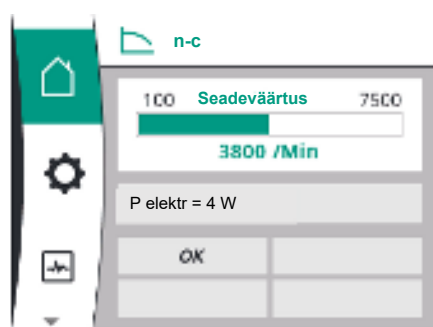 n-c
100 Seadeväärtus 7500
3800 /Min
P elektr = 4 W
OK